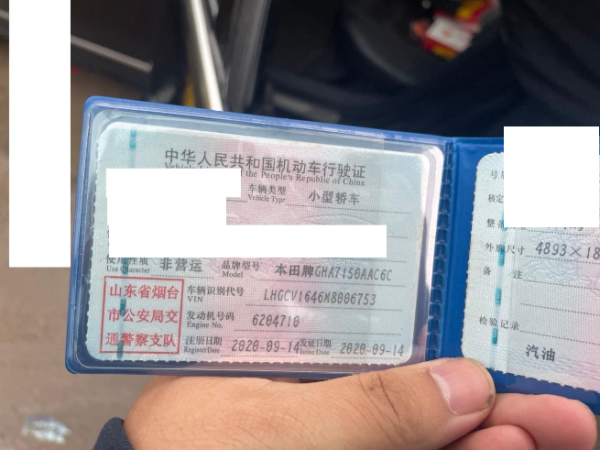 中华人民共和国机动车行驶证
of the People's Republic of China
车辆类型 小型轿车
Vehicle Type
使用性质 非营运 品牌型号 本田牌GHA7150AAC6C
Use Character Model
山东省烟台
市公安局交
通警察支队
车辆识别代号 LHGCV1646M8006753
VIN
发动机号码 6204710
Engine No.
注册日期 2020-09-14 发证日期 2020-09-14
Register Date Issue Date
外廓尺寸 4893×18
备 注
检验记录
汽油